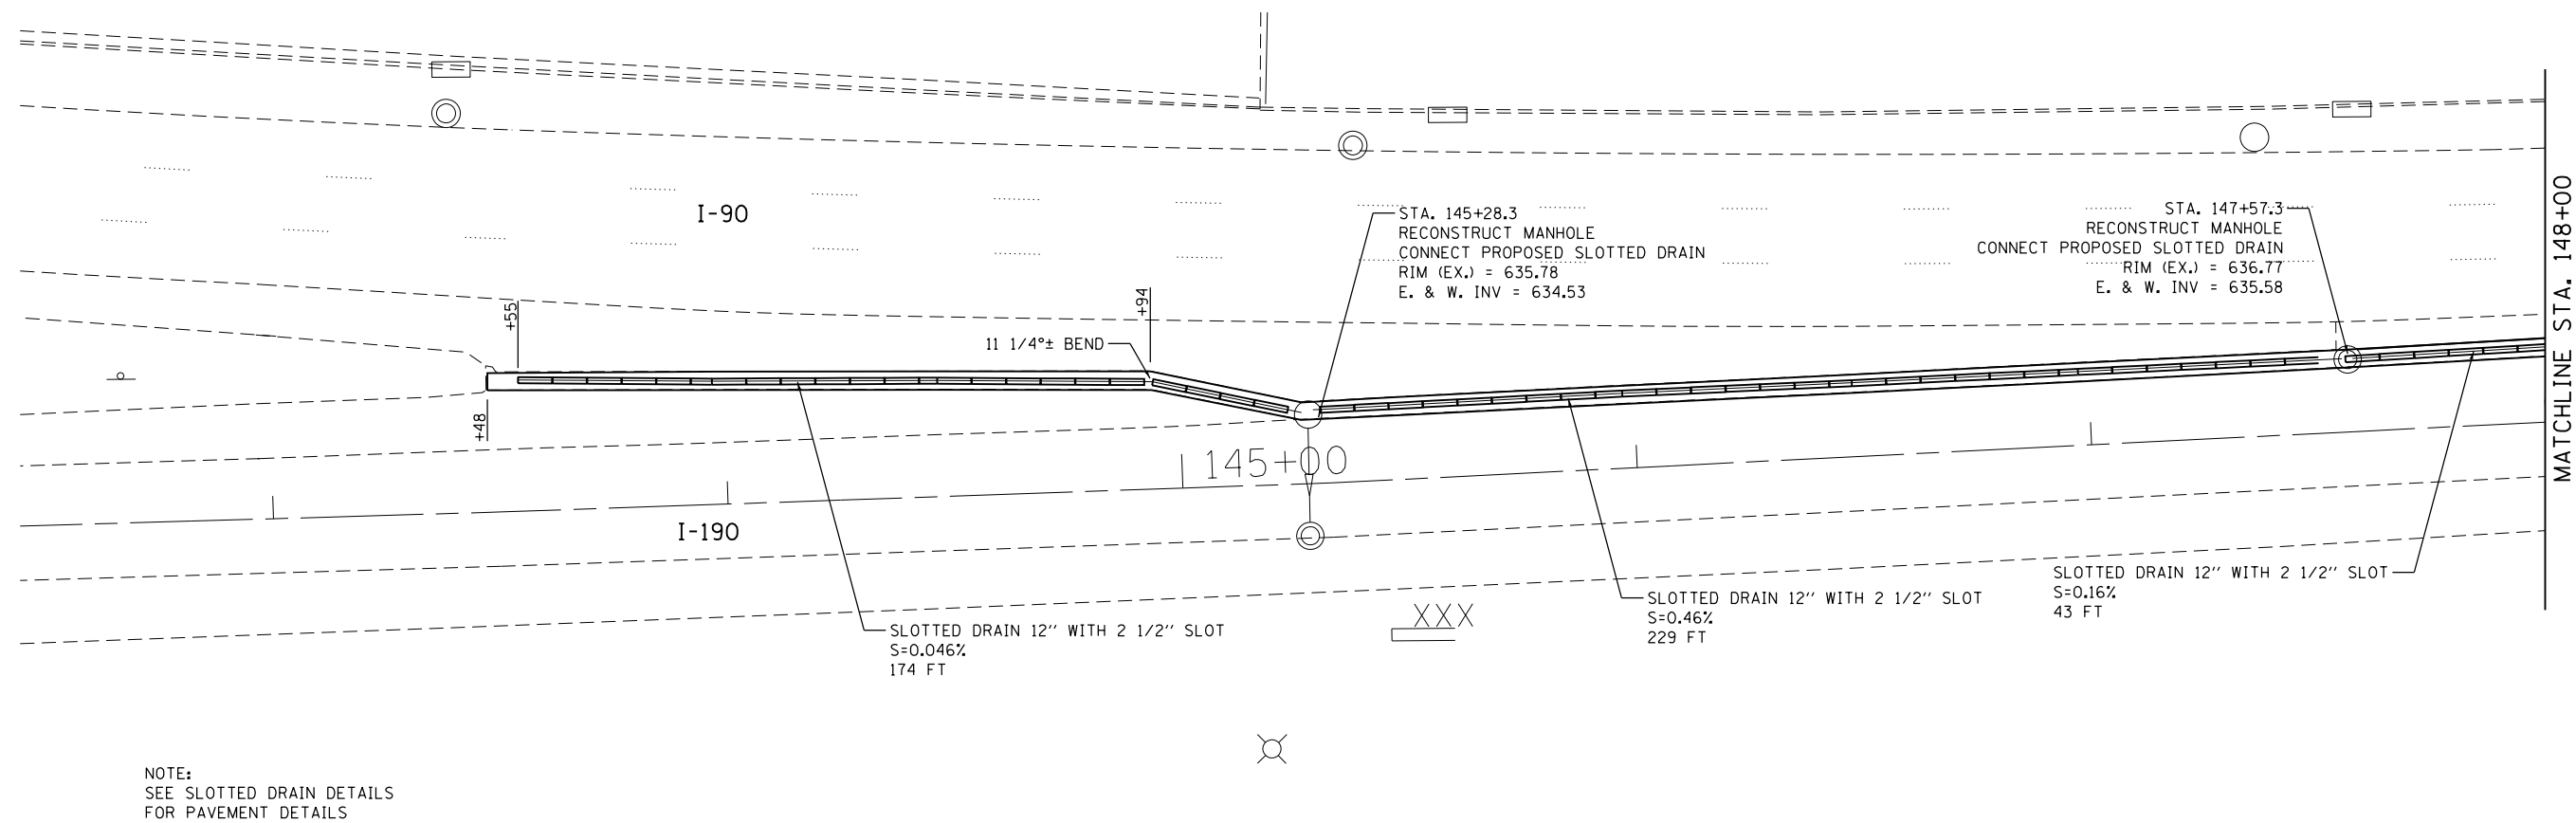 I-90
STA. 145+28.3
RECONSTRUCT MANHOLE
CONNECT PROPOSED SLOTTED DRAIN
RIM (EX.) = 635.78
E. & W. INV = 634.53
STA. 147+57.3
RECONSTRUCT MANHOLE
CONNECT PROPOSED SLOTTED DRAIN
RIM (EX.) = 636.77
E. & W. INV = 635.58
MATCHLINE STA. 148+00
+55
+94
11 1/4°± BEND
+48
145+00
I-190
SLOTTED DRAIN 12'' WITH 2 1/2'' SLOT
S=0.046%
174 FT
XXX
SLOTTED DRAIN 12'' WITH 2 1/2'' SLOT
S=0.46%
229 FT
SLOTTED DRAIN 12'' WITH 2 1/2'' SLOT
S=0.16%
43 FT
NOTE:
SEE SLOTTED DRAIN DETAILS
FOR PAVEMENT DETAILS